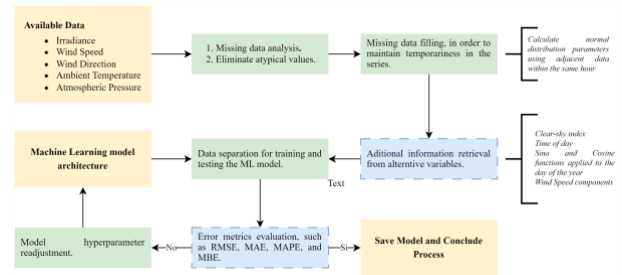 Available Data
• Irradiance
• Wind Speed
• Wind Direction
• Ambient Temperature
• Atmospheric Pressure
1. Missing data analysis.
2. Eliminate atypical values.
Missing data filling, in order to
maintain temporariness in the
series.
Calculate normal
distribution parameters
using adjacent data
within the same hour
Machine Learning model
architecture
Data separation for training and
testing the ML model.
Text
Aditional information retrieval
from alterntive variables.
Clear-sky index
Time of day
Sina and Cosine
functions applied to the
day of the year
Wind Speed components
Model hyperparameter
readjustment.
No
Error metrics evaluation, such
as RMSE, MAE, MAPE, and
MBE.
Si
Save Model and Conclude
Process